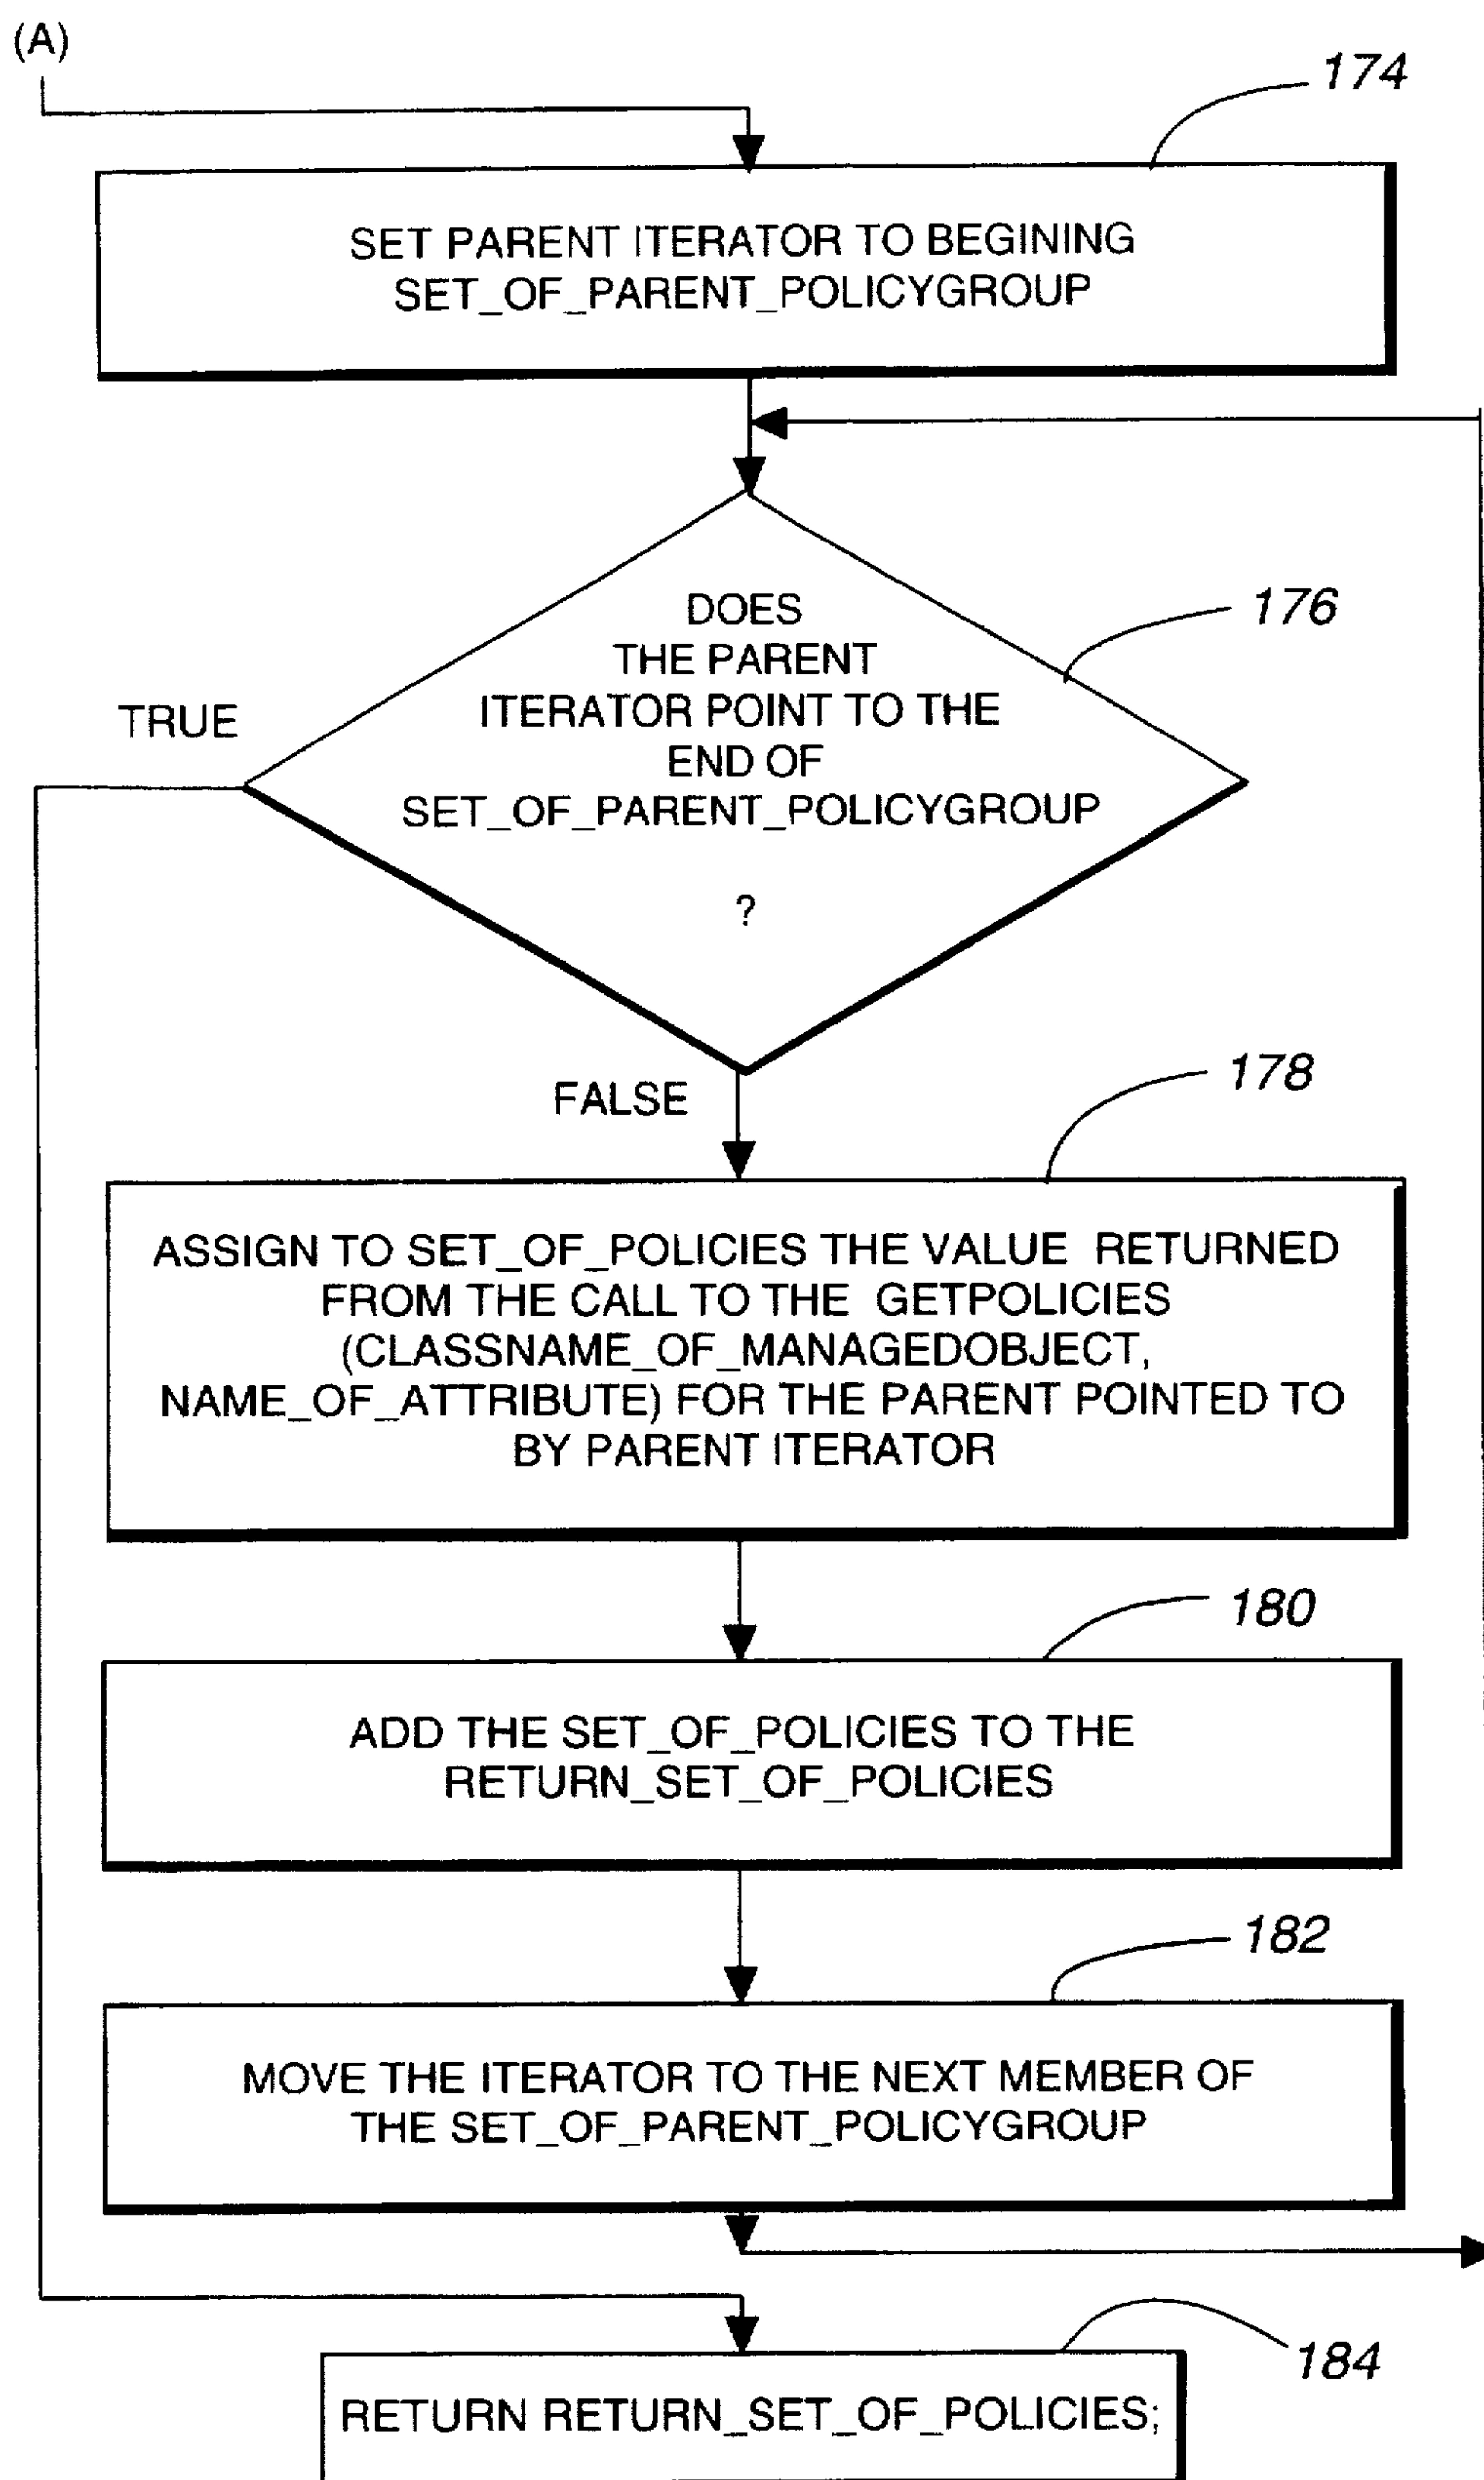 (A)
174
SET PARENT ITERATOR TO BEGINING
SET_OF_PARENT_POLICYGROUP
176
DOES
THE PARENT
ITERATOR POINT TO THE
END OF
SET_OF_PARENT_POLICYGROUP
?
TRUE
FALSE
178
ASSIGN TO SET_OF_POLICIES THE VALUE RETURNED
FROM THE CALL TO THE GETPOLICIES
(CLASSNAME_OF_MANAGEDOBJECT,
NAME_OF_ATTRIBUTE) FOR THE PARENT POINTED TO
BY PARENT ITERATOR
180
ADD THE SET_OF_POLICIES TO THE
RETURN_SET_OF_POLICIES
182
MOVE THE ITERATOR TO THE NEXT MEMBER OF
THE SET_OF_PARENT_POLICYGROUP
184
RETURN RETURN_SET_OF_POLICIES;